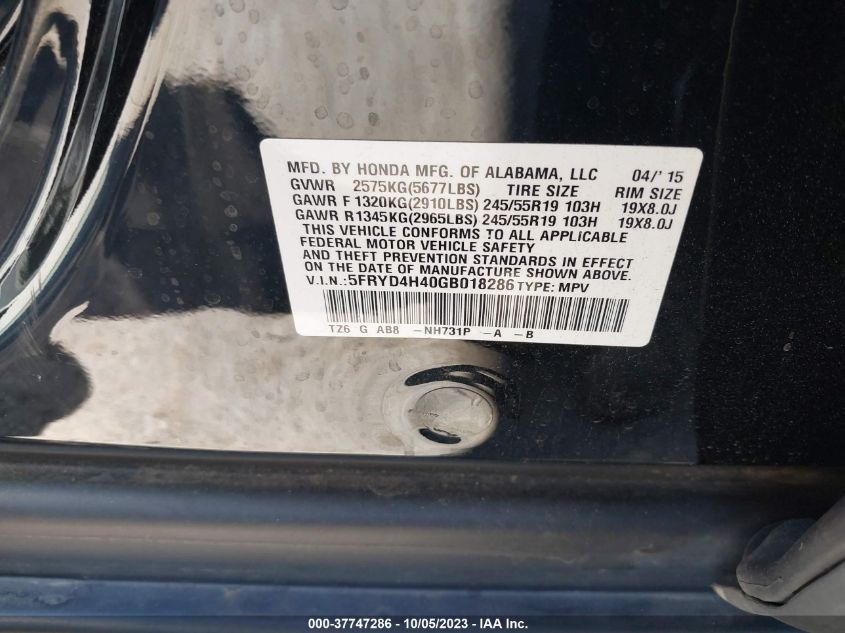 MFD. BY HONDA MFG. OF ALABAMA, LLC 04/' 15
GVWR 2575KG(5677LBS) TIRE SIZE RIM SIZE
GAWR F 1320KG(2910LBS) 245/55R19 103H 19X8.0J
GAWR R1345KG(2965LBS) 245/55R19 103H 19X8.0J
THIS VEHICLE CONFORMS TO ALL APPLICABLE
FEDERAL MOTOR VEHICLE SAFETY
AND THEFT PREVENTION STANDARDS IN EFFECT
ON THE DATE OF MANUFACTURE SHOWN ABOVE.
V.I.N.:5FRYD4H40GB018286 TYPE: MPV
TZ6 G AB8 -NH731P -A -B
000-37747286 - 10/05/2023 - IAA Inc.